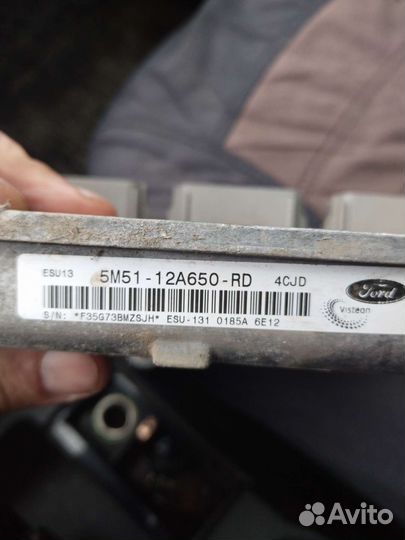 ESU13 5M51-12A650-RD 4CJD
Ford
S/N: *F35G73BMZSJH* ESU-131 0185A 6E12
Visteon
Avito